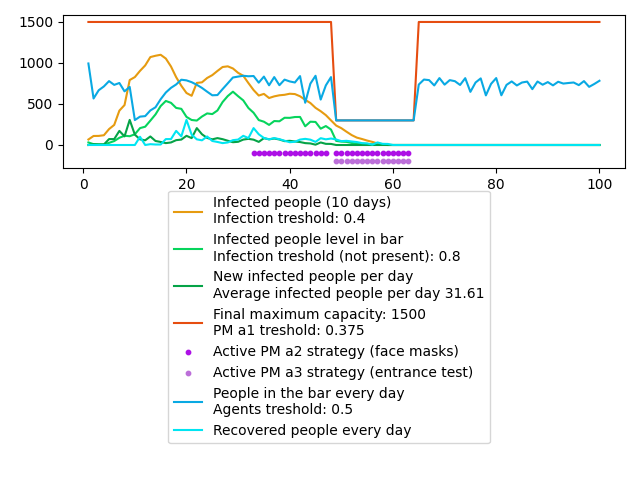 1500
1000
500
0
0
20
40
60
80
100
Infected people (10 days)
Infection treshold: 0.4
Infected people level in bar
Infection treshold (not present): 0.8
New infected people per day
Average infected people per day 31.61
Final maximum capacity: 1500
PM a1 treshold: 0.375
Active PM a2 strategy (face masks)
Active PM a3 strategy (entrance test)
People in the bar every day
Agents treshold: 0.5
Recovered people every day